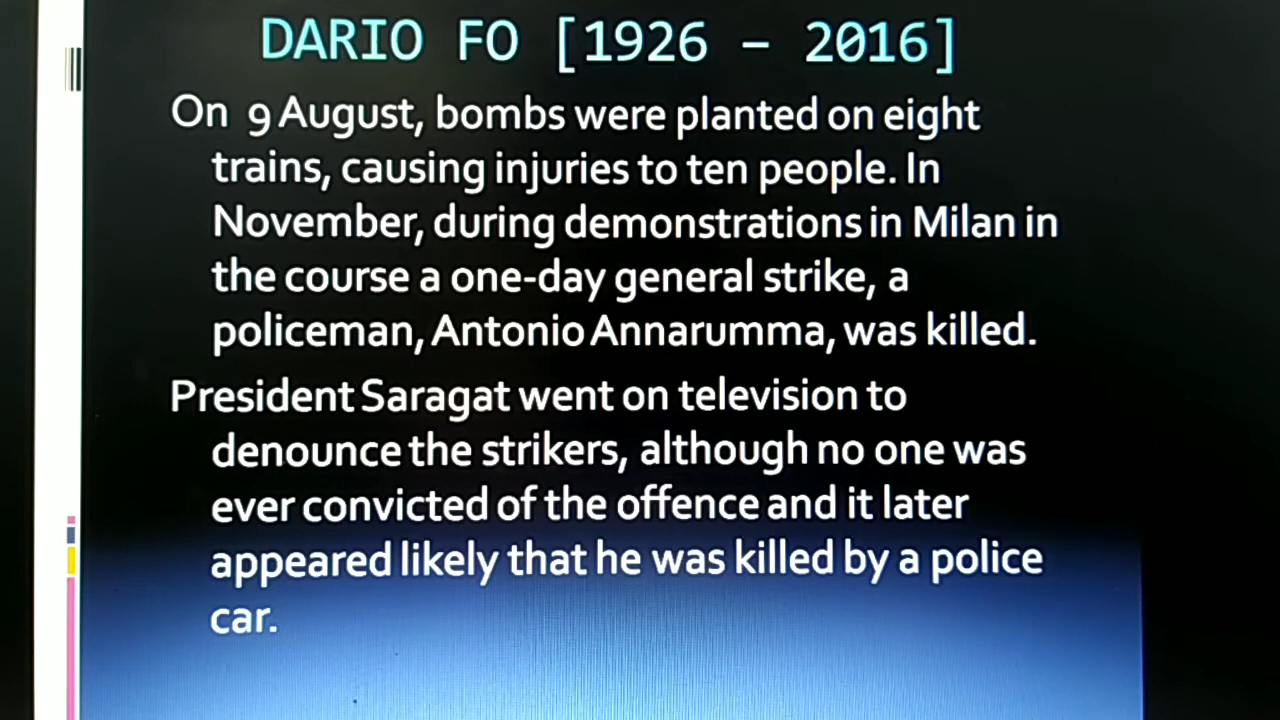 DARIO FO [1926 – 2016]
On 9 August, bombs were planted on eight
trains, causing injuries to ten people. In
November, during demonstrations in Milan in
the course a one-day general strike, a
policeman, Antonio Annarumma, was killed.
President Saragat went on television to
denounce the strikers, although no one was
ever convicted of the offence and it later
appeared likely that he was killed by a police
car.